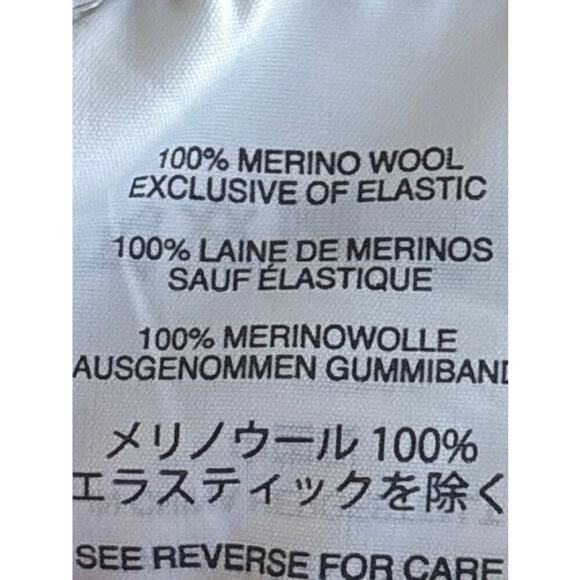 100% MERINO WOOL
EXCLUSIVE OF ELASTIC
100% LAINE DE MERINOS
SAUF ÉLASTIQUE
100% MERINOWOLLE
AUSGENOMMEN GUMMIBAND
メリノウール 100%
エラスティックを除く
SEE REVERSE FOR CARE